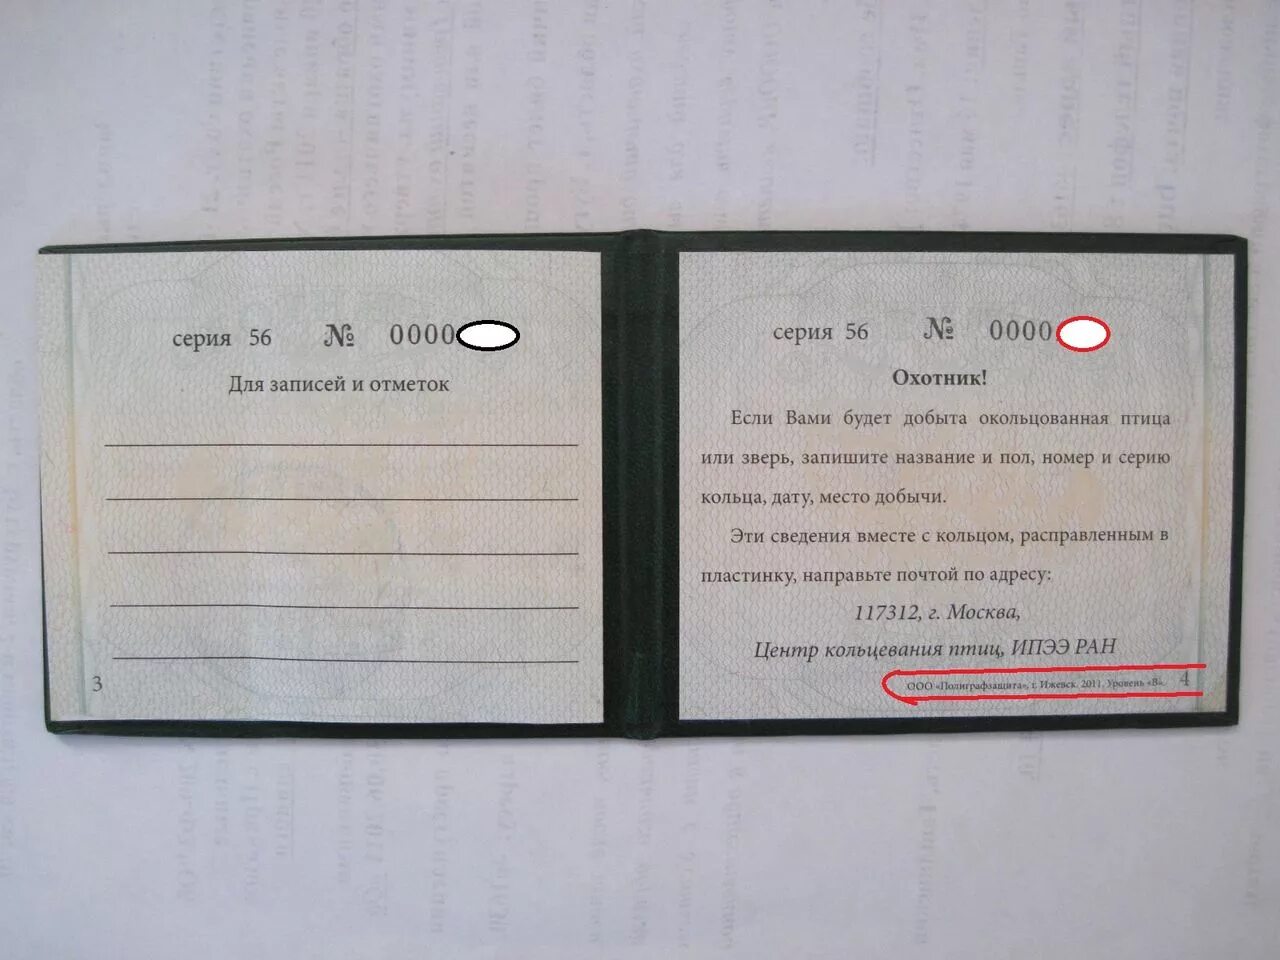 серия 56 № 0000
Для записей и отметок
3
серия 56 № 0000
Охотник!
Если Вами будет добыта окольцованная птица
или зверь, запишите название и пол, номер и серию
кольца, дату, место добычи.
Эти сведения вместе с кольцом, расправленным в
пластинку, направьте почтой по адресу:
117312, г. Москва,
Центр кольцевания птиц, ИПЭЭ РАН
ООО «Полиграфзащита», г. Ижевск. 2011. Уровень «В».
4